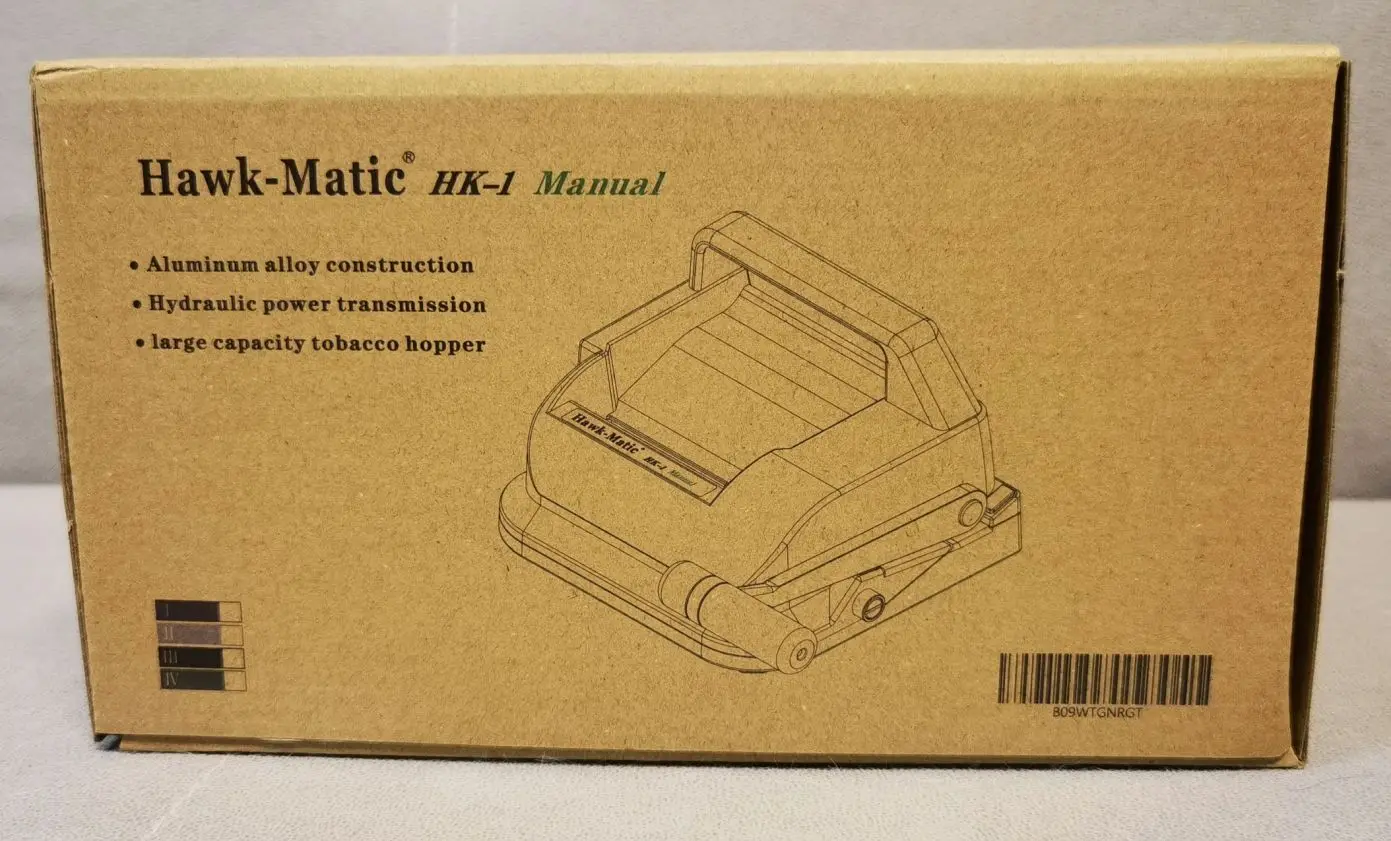 Hawk-Matic® HK-1 Manual
• Aluminum alloy construction
• Hydraulic power transmission
• large capacity tobacco hopper
Hawk-Matic® HK-1 Manual
I
II
III
IV
B09WTGNRGT